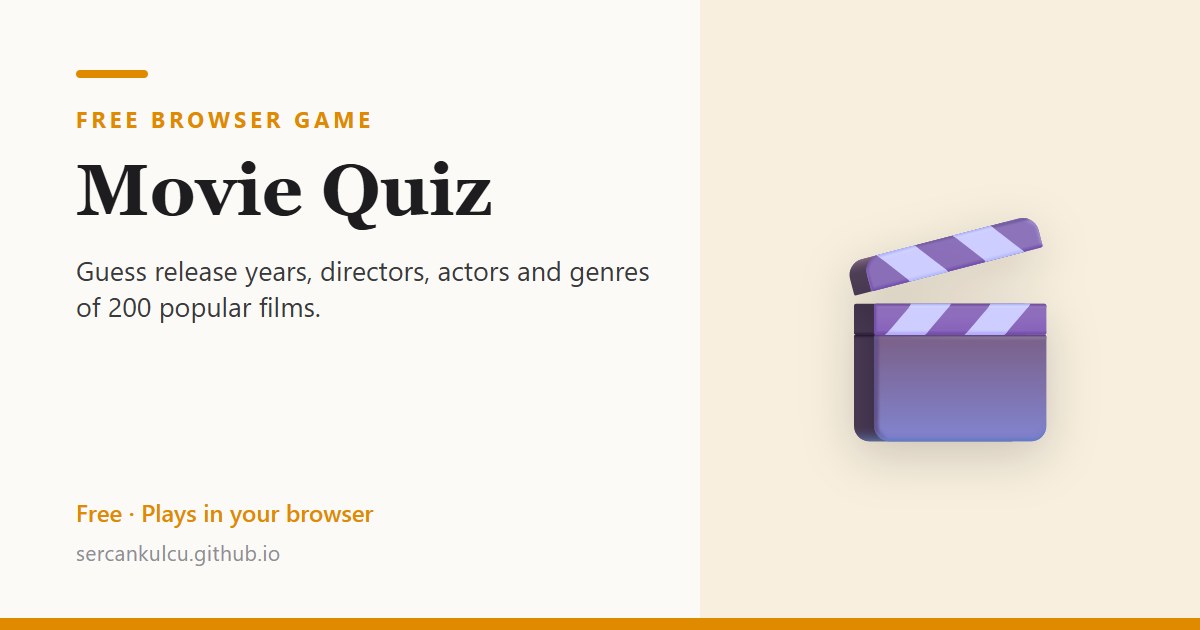 FREE BROWSER GAME
Movie Quiz
Guess release years, directors, actors and genres
of 200 popular films.
Free · Plays in your browser
sercankulcu.github.io